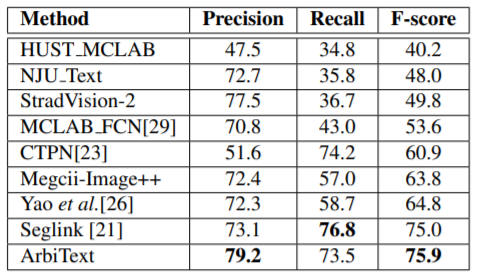 Method Precision Recall F-score
HUST_MCLAB 47.5 34.8 40.2
NJU_Text 72.7 35.8 48.0
StradVision-2 77.5 36.7 49.8
MCLAB_FCN[29] 70.8 43.0 53.6
CTPN[23] 51.6 74.2 60.9
Megcii-Image++ 72.4 57.0 63.8
Yao et al.[26] 72.3 58.7 64.8
Seglink [21] 73.1 76.8 75.0
ArbiText 79.2 73.5 75.9